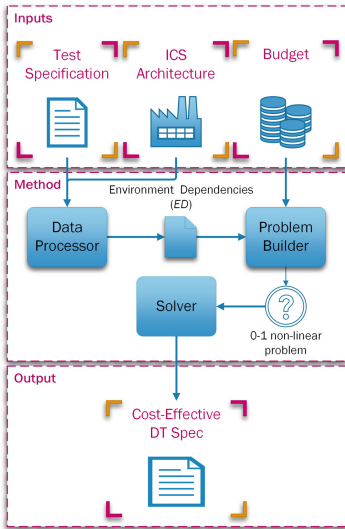 Inputs
Test
Specification
ICS
Architecture
Budget
Method
Environment Dependencies
(ED)
Data
Processor
Problem
Builder
Solver
?
0-1 non-linear
problem
Output
Cost-Effective
DT Spec